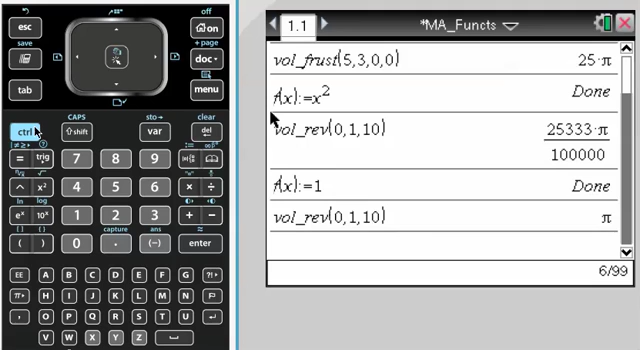 off
esc
on
save
+ page
doc
tab
menu
CAPS
sto→
clear
ctrl
⇧shift
var
del
= trig 7 8 9
^ x² 4 5 6 × ÷
ln log
eˣ 10ˣ 1 2 3 + −
capture ans
( ) 0 . (−) enter
EE A B C D E F G ?!▸
π▸ H I J K L M N
, O P Q R S T U ↵
V W X Y Z
1.1 *MA_Functs
vol_frust(5,3,0,0) 25·π
f(x):=x² Done
vol_rev(0,1,10) 25333·π
100000
f(x):=1 Done
vol_rev(0,1,10) π
6/99